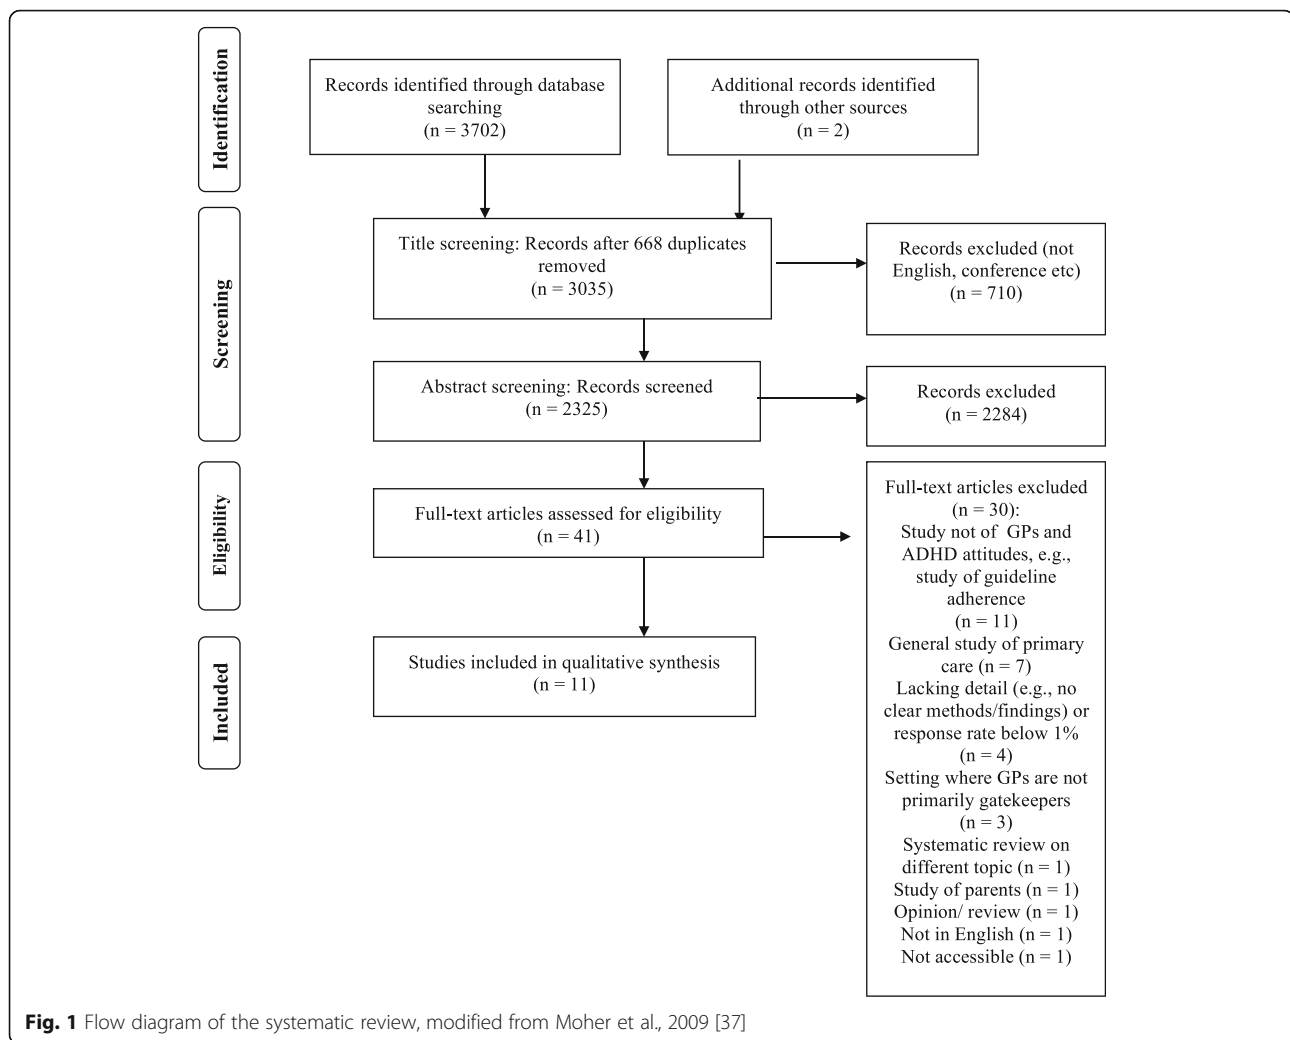 Identification
Records identified through database
searching
(n = 3702)
Additional records identified
through other sources
(n = 2)
Screening
Title screening: Records after 668 duplicates
removed
(n = 3035)
Records excluded (not
English, conference etc)
(n = 710)
Abstract screening: Records screened
(n = 2325)
Records excluded
(n = 2284)
Eligibility
Full-text articles assessed for eligibility
(n = 41)
Full-text articles excluded
(n = 30):
Study not of GPs and
ADHD attitudes, e.g.,
study of guideline
adherence
(n = 11)
General study of primary
care (n = 7)
Lacking detail (e.g., no
clear methods/findings) or
response rate below 1%
(n = 4)
Setting where GPs are not
primarily gatekeepers
(n = 3)
Systematic review on
different topic (n = 1)
Study of parents (n = 1)
Opinion/ review (n = 1)
Not in English (n = 1)
Not accessible (n = 1)
Included
Studies included in qualitative synthesis
(n = 11)
Fig. 1 Flow diagram of the systematic review, modified from Moher et al., 2009 [37]